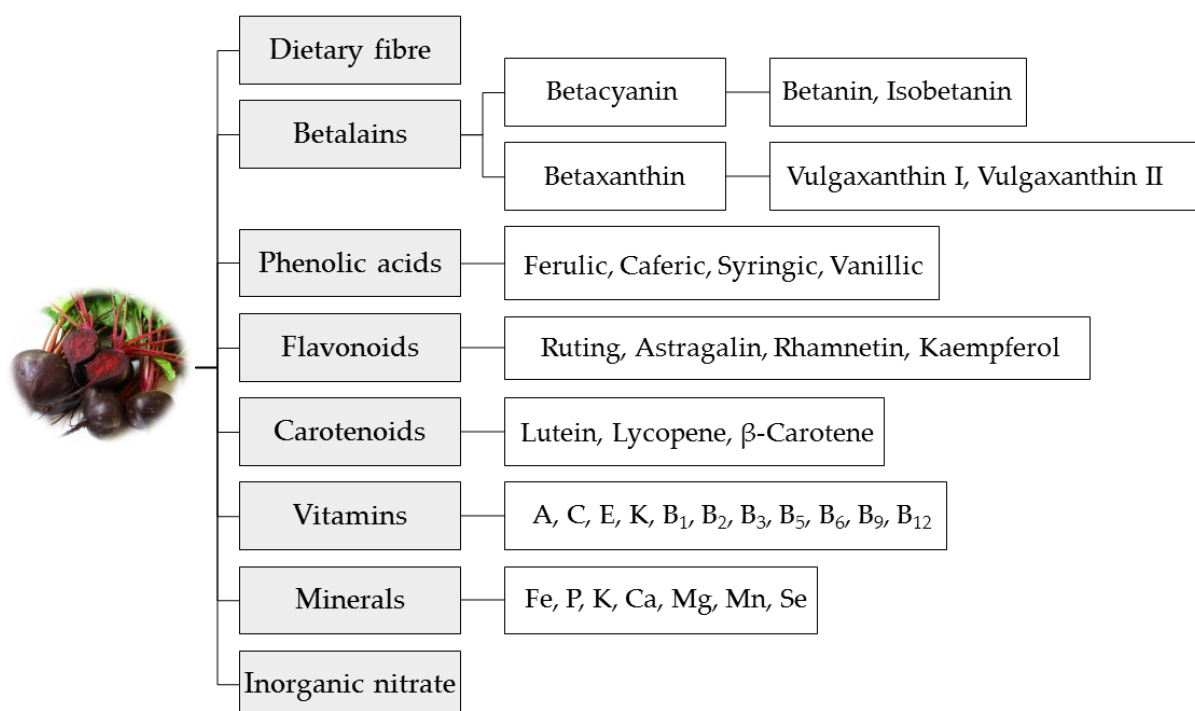 Dietary fibre
Betalains
Betacyanin
Betanin, Isobetanin
Betaxanthin
Vulgaxanthin I, Vulgaxanthin II
Phenolic acids
Ferulic, Caferic, Syringic, Vanillic
Flavonoids
Ruting, Astragalin, Rhamnetin, Kaempferol
Carotenoids
Lutein, Lycopene, β-Carotene
Vitamins
A, C, E, K, B₁, B₂, B₃, B₅, B₆, B₉, B₁₂
Minerals
Fe, P, K, Ca, Mg, Mn, Se
Inorganic nitrate